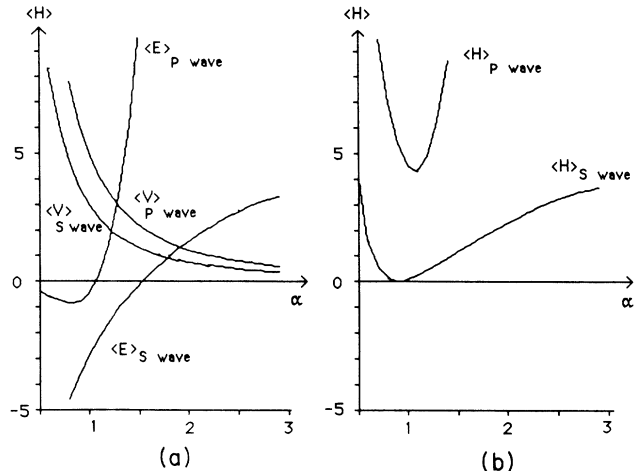 <H>
<E> P wave
5
<V> S wave
<V> P wave
0
α
<E> S wave
-5
1
2
3
(a)
<H>
<H> P wave
5
<H> S wave
0
α
-5
1
2
3
(b)